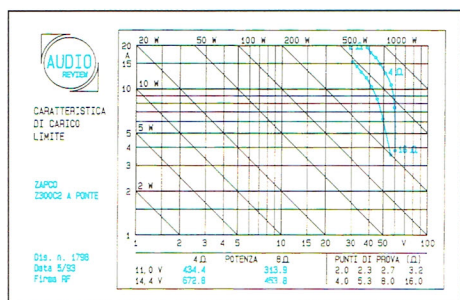 AUDIO
REVIEW
CARATTERISTICA
DI CARICO
LIMITE
ZAPCO
Z300C2 A PONTE
Dis. n. 1798
Data 5/93
Firma RF
20 W 50 W 100 W 200 W 500 W 1000 W
20
A
15
10 W
10
5 W
5
4
3
2 W
2
1
4 Ω
16 Ω
1 2 3 4 5 10 20 30 40 50 V 100
4 Ω POTENZA 8 Ω
11,0 V 434.4 313.9
14,4 V 672.8 453.8
PUNTI DI PROVA (Ω)
2.0 2.3 2.7 3.2
4.0 5.3 8.0 16.0